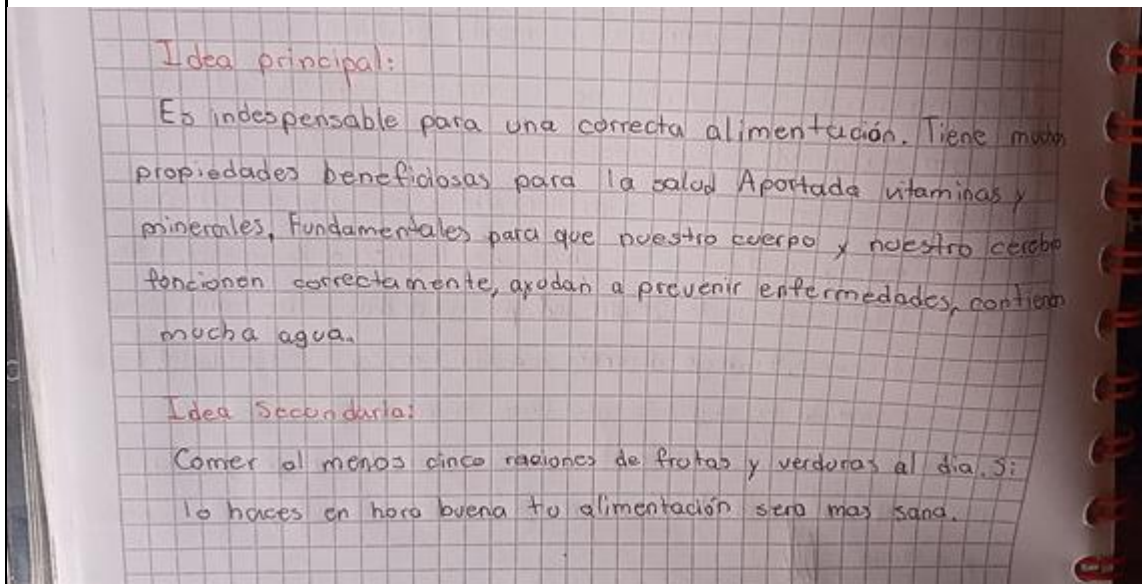 Idea principal:
Es indespensable para una correcta alimentación. Tiene muchas
propiedades beneficiosas para la salud Aportada vitaminas y
minerales, Fundamentales para que nuestro cuerpo y nuestro cerebro
funcionen correctamente, ayudan a prevenir enfermedades, contienen
mucha agua.
Idea Secundaria:
Comer al menos cinco raciones de frutas y verduras al dia. Si
lo haces en hora buena tu alimentación sera mas sana.